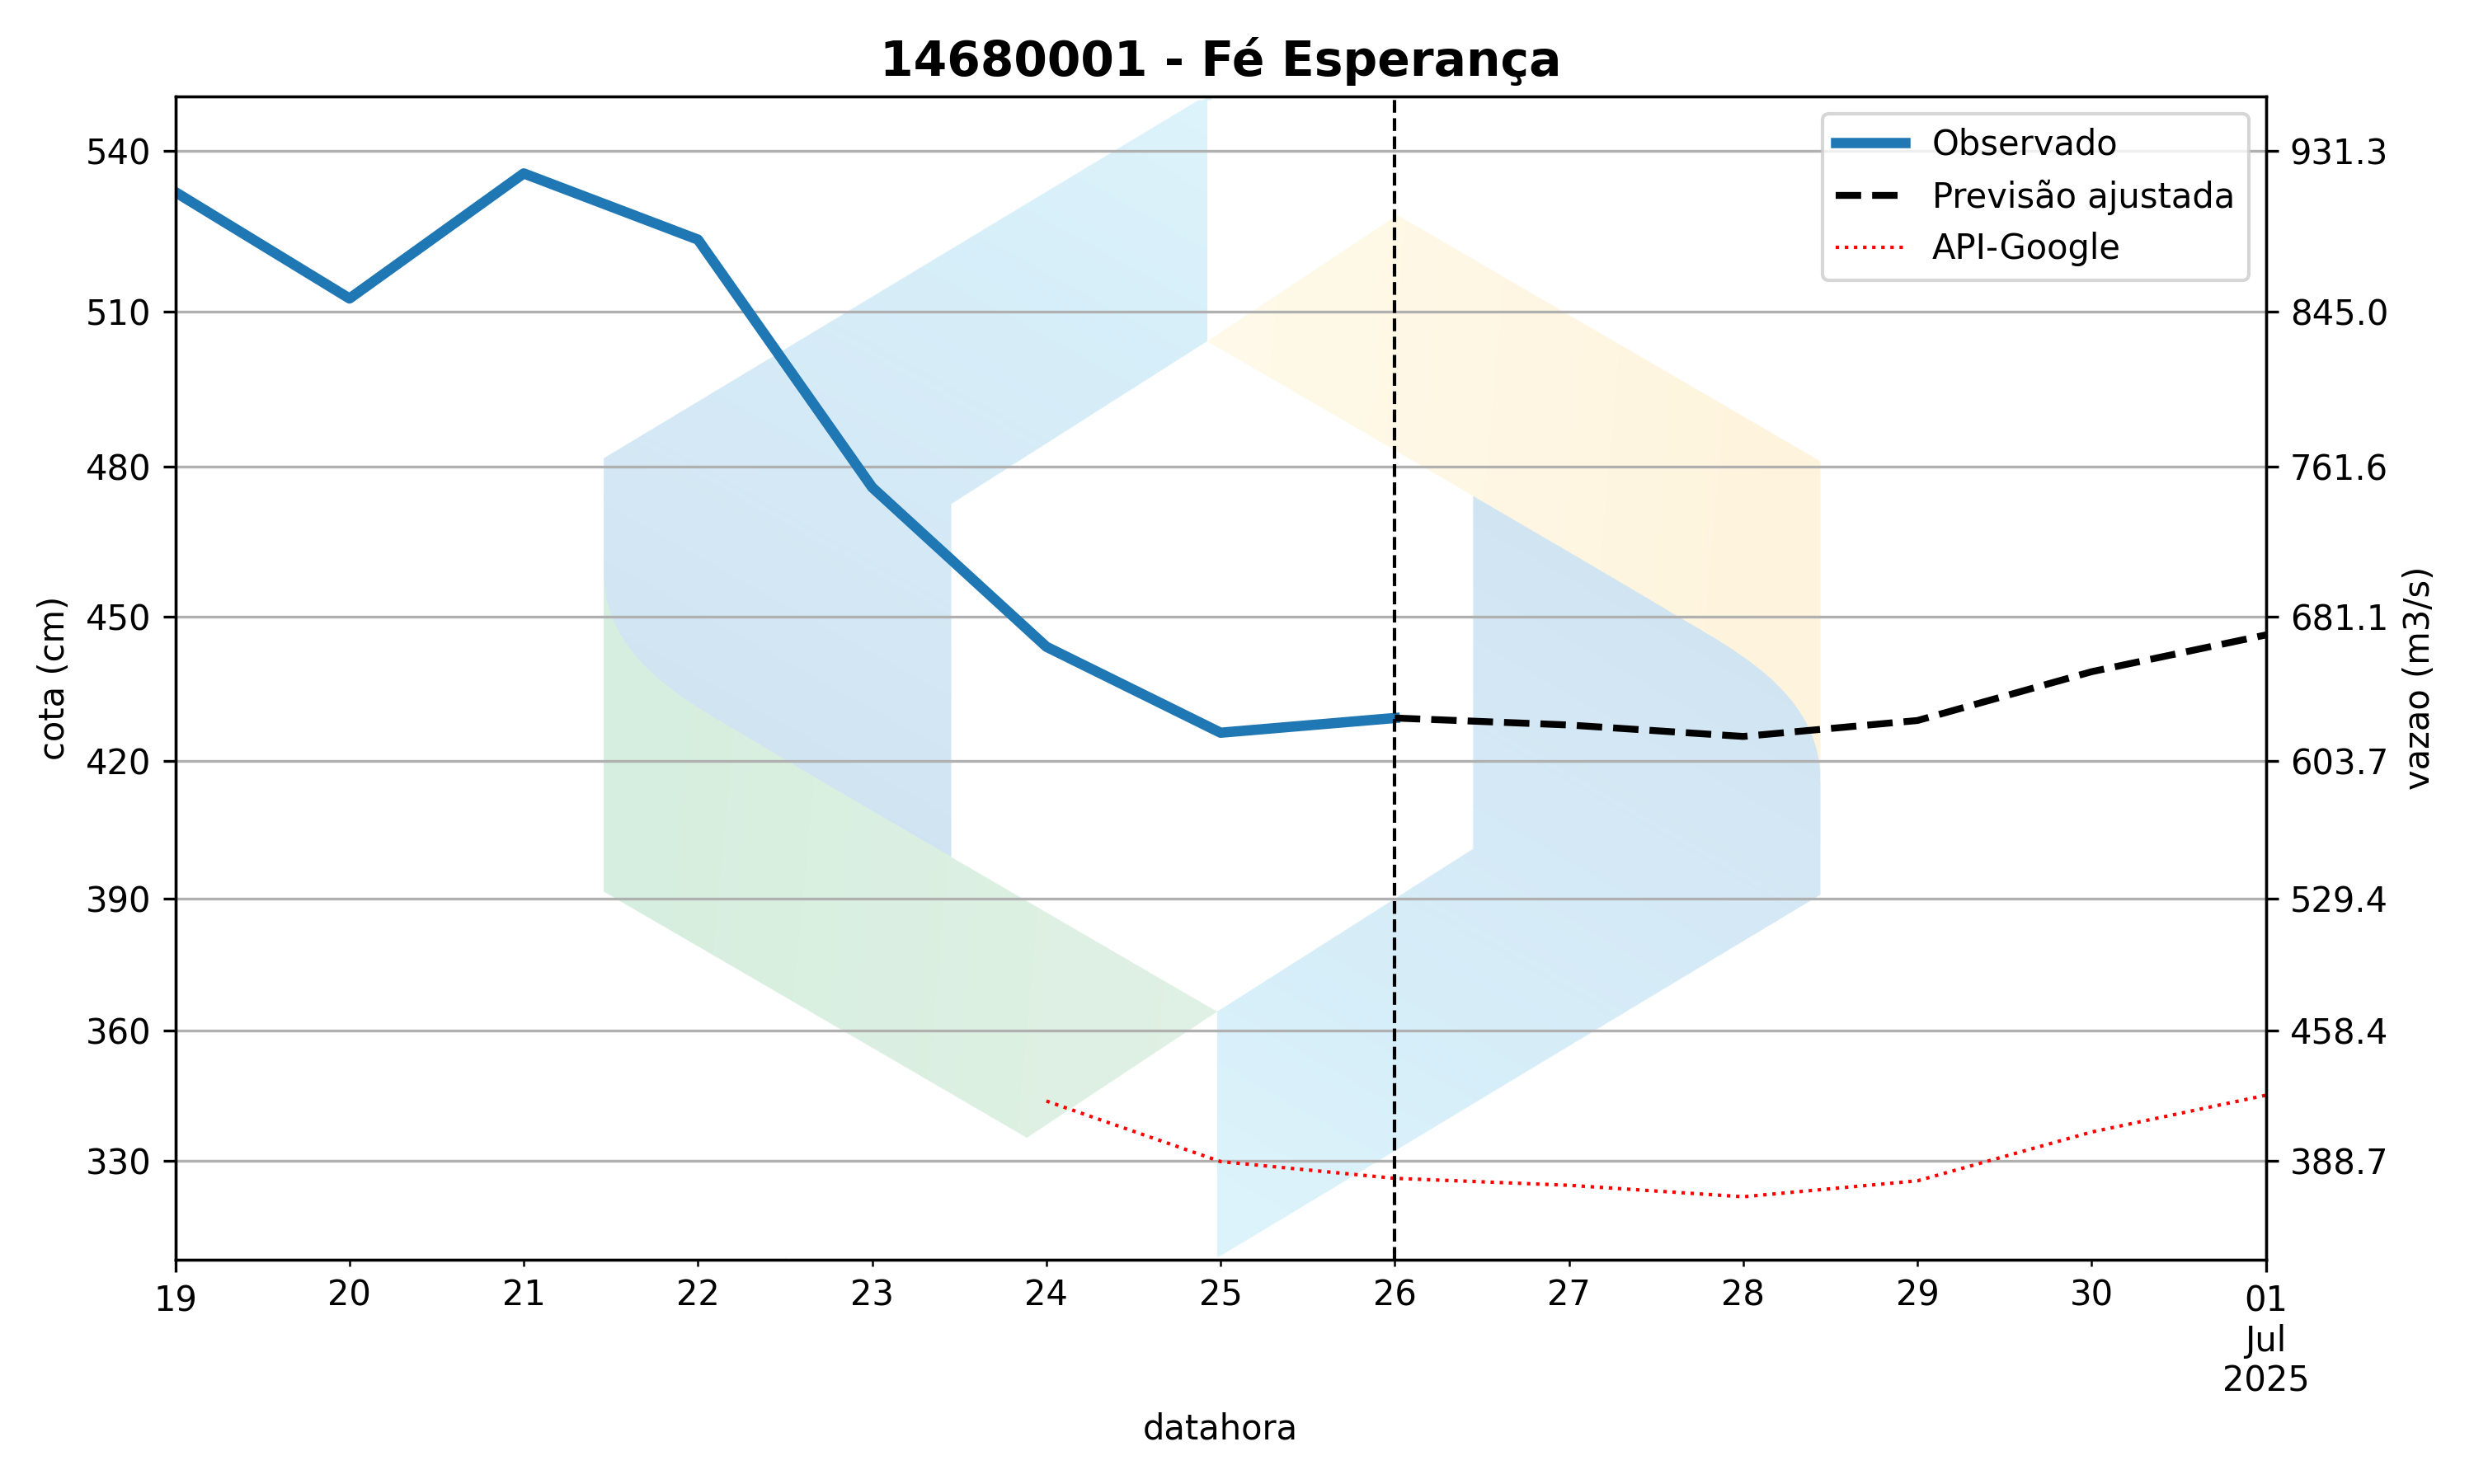 14680001 - Fé Esperança
Observado
Previsão ajustada
API-Google
540
510
480
450
420
390
360
330
cota (cm)
931.3
845.0
761.6
681.1
603.7
529.4
458.4
388.7
vazao (m3/s)
19 20 21 22 23 24 25 26 27 28 29 30 01
Jul
2025
datahora